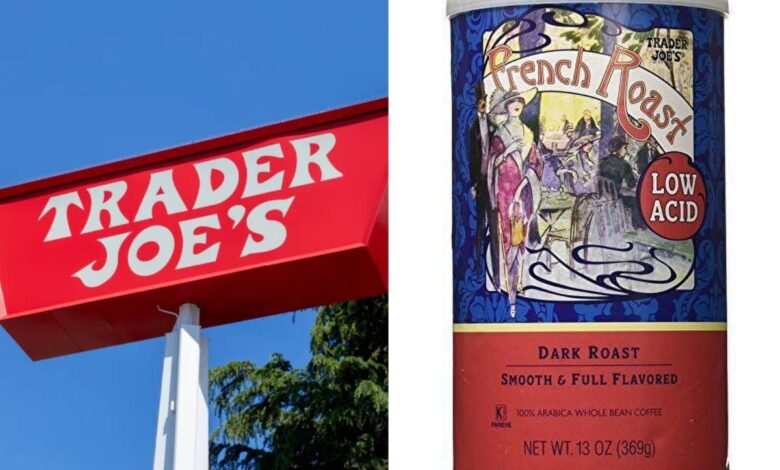 TRADER
JOE'S
TRADER
JOE'S
French Roast
LOW
ACID
DARK ROAST
SMOOTH & FULL FLAVORED
K
PAREVE
100% ARABICA WHOLE BEAN COFFEE
NET WT. 13 OZ (369g)